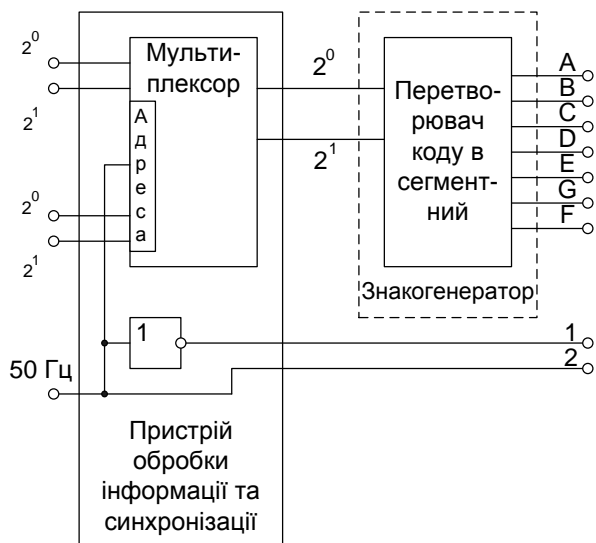 2⁰
2¹
2⁰
2¹
50 Гц
Мульти-
плексор
А
д
р
е
с
а
1
Пристрій
обробки
інформації та
синхронізації
2⁰
2¹
Перетво-
рювач
коду в
сегмент-
ний
Знакогенератор
A
B
C
D
E
G
F
1
2